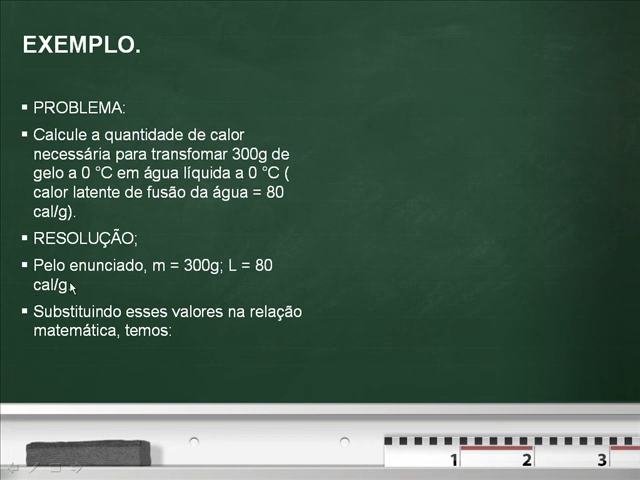 EXEMPLO.
▪ PROBLEMA:
▪ Calcule a quantidade de calor
necessária para transfomar 300g de
gelo a 0 °C em água líquida a 0 °C (
calor latente de fusão da água = 80
cal/g).
▪ RESOLUÇÃO;
▪ Pelo enunciado, m = 300g; L = 80
cal/g.
▪ Substituindo esses valores na relação
matemática, temos:
1 2 3